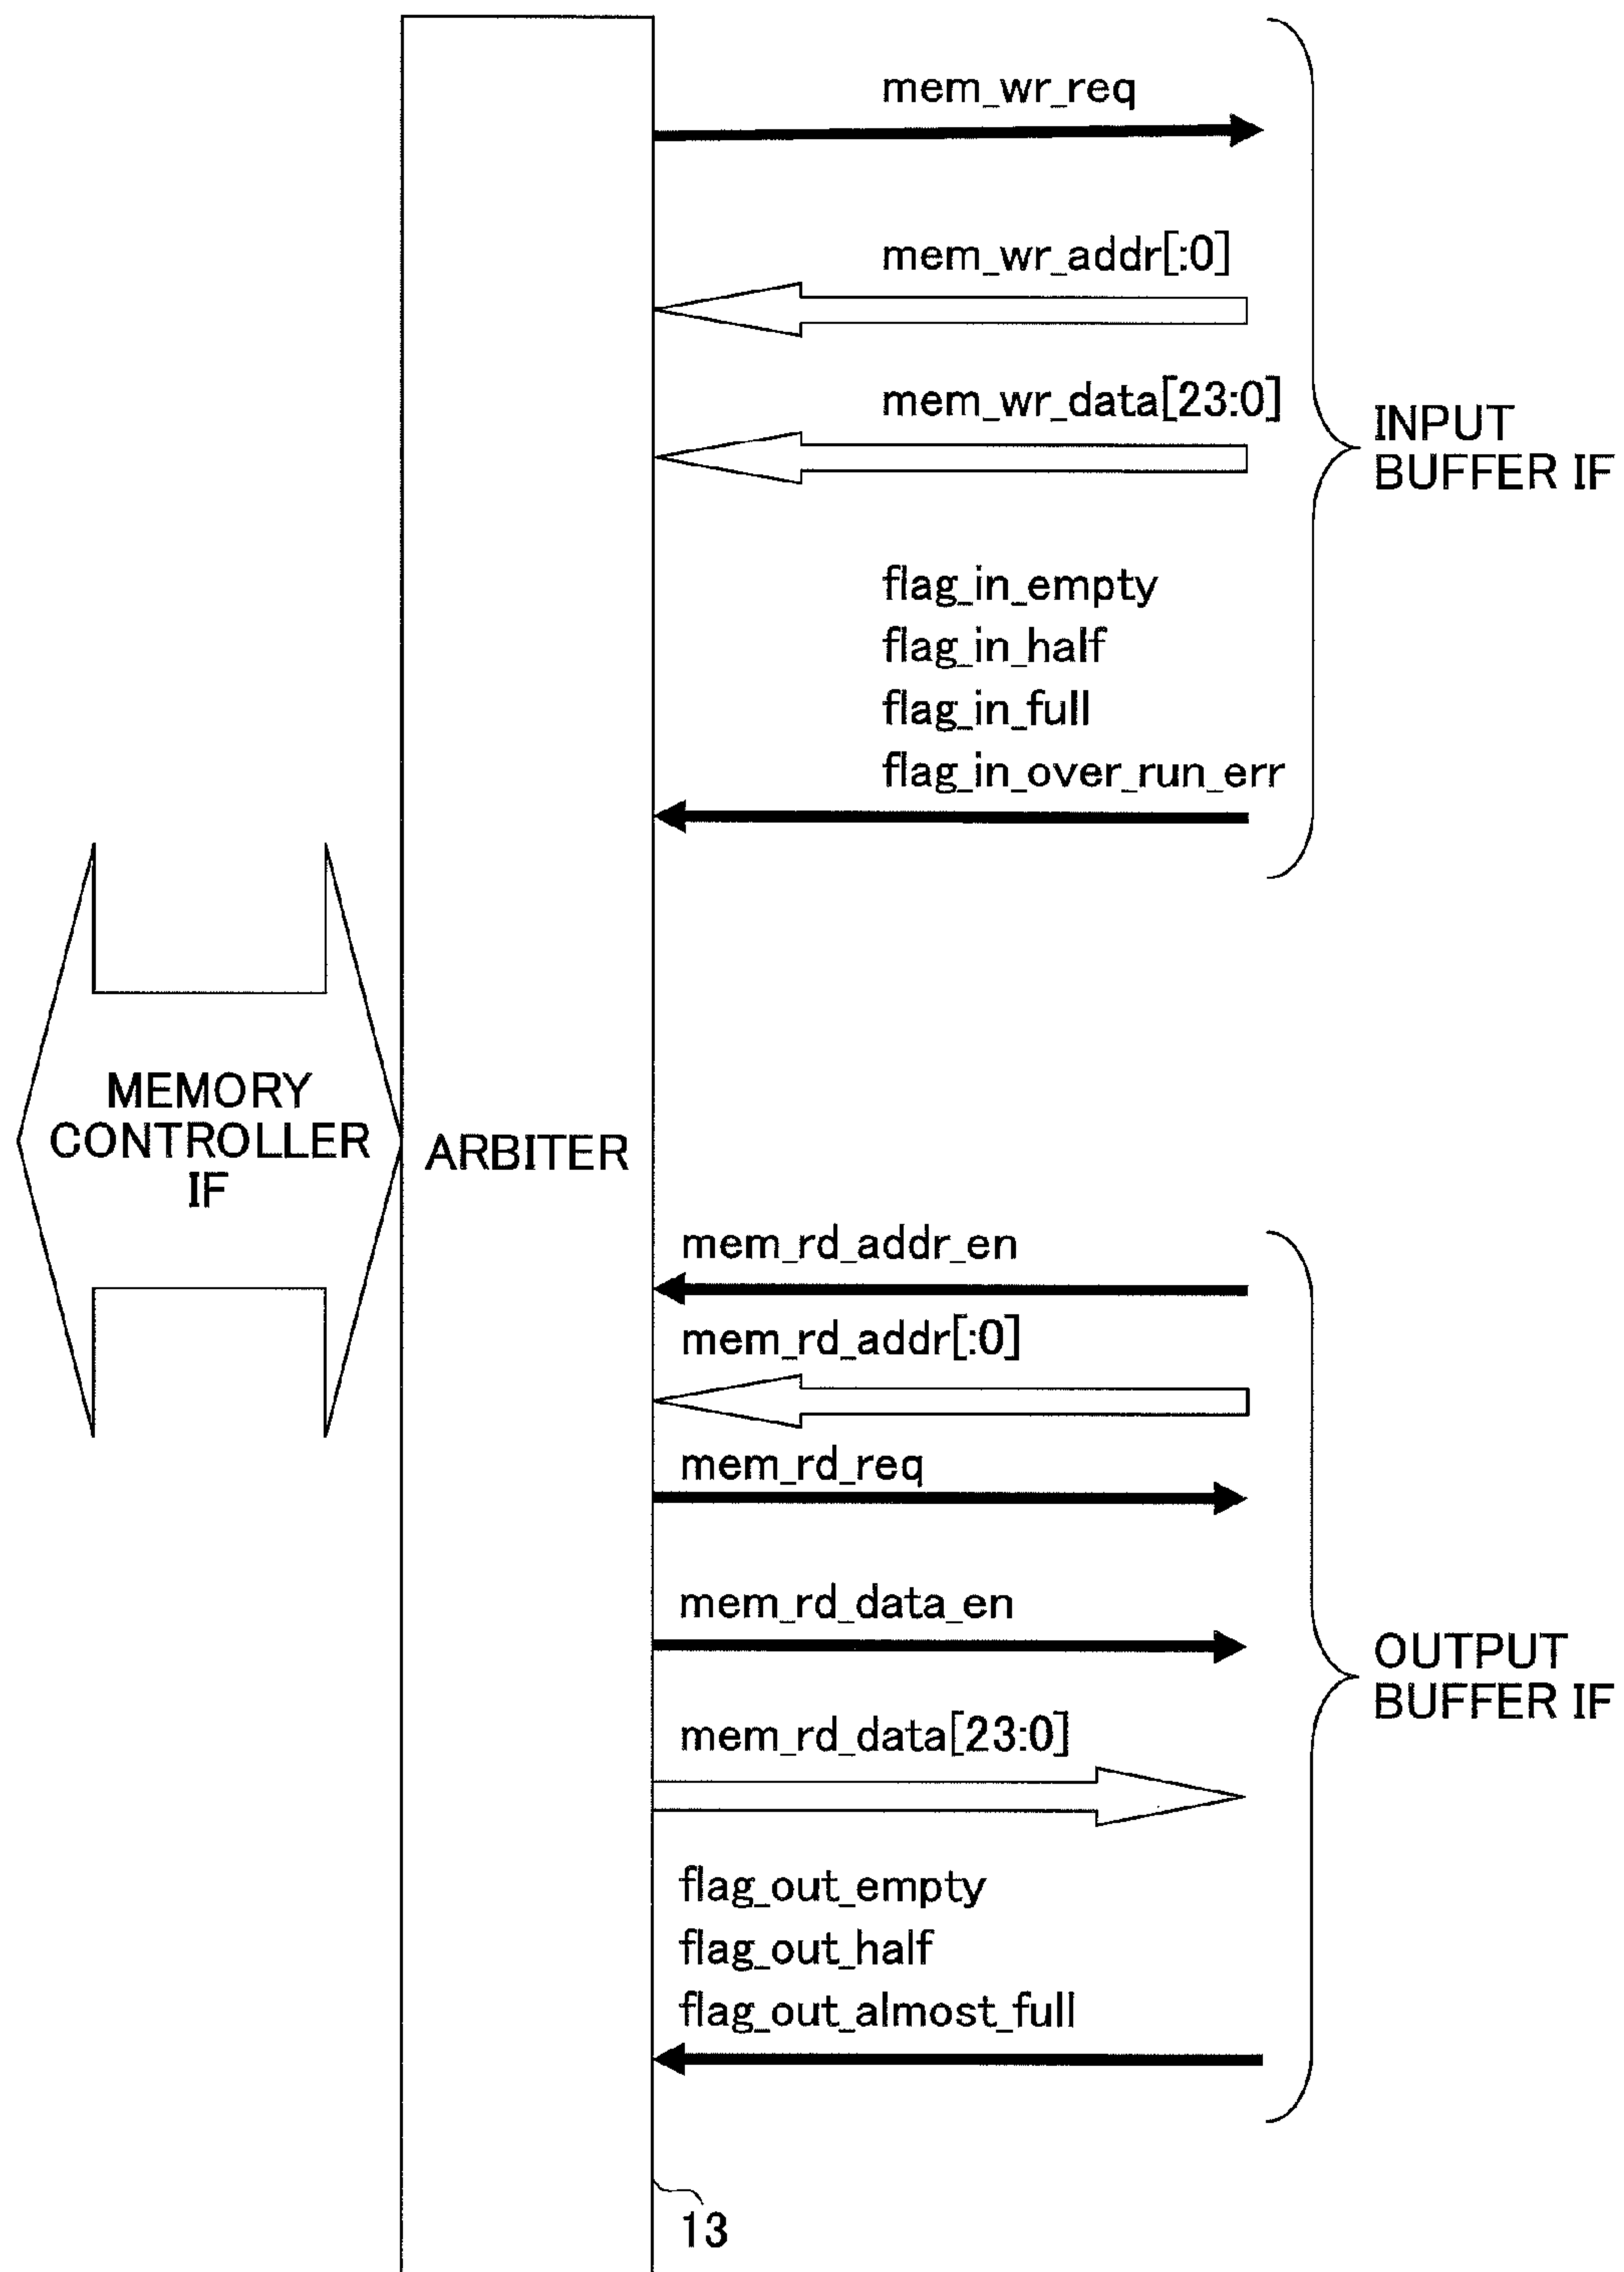 mem_wr_req
mem_wr_addr[:0]
mem_wr_data[23:0]
INPUT
BUFFER IF
flag_in_empty
flag_in_half
flag_in_full
flag_in_over_run_err
MEMORY
CONTROLLER
IF
ARBITER
mem_rd_addr_en
mem_rd_addr[:0]
mem_rd_req
mem_rd_data_en
OUTPUT
BUFFER IF
mem_rd_data[23:0]
flag_out_empty
flag_out_half
flag_out_almost_full
13